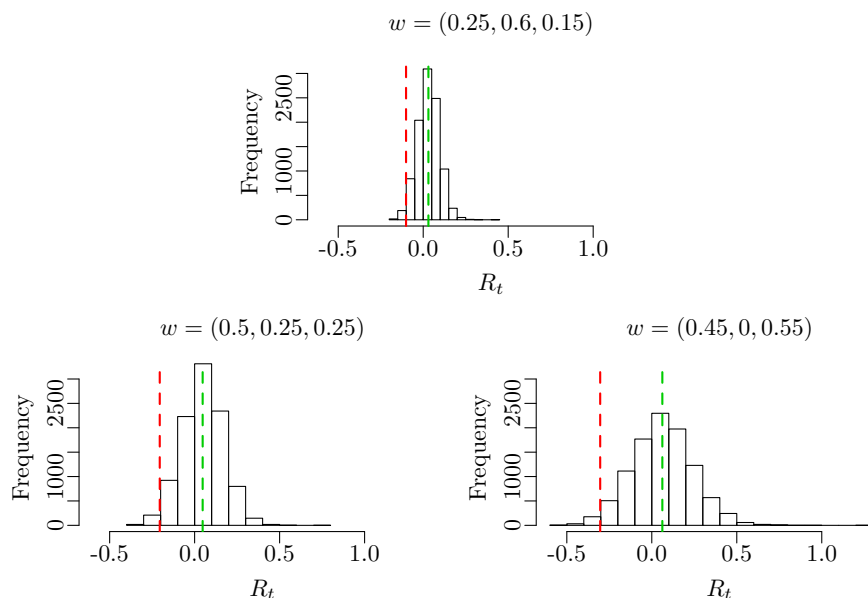 w = (0.25, 0.6, 0.15)
Frequency
0 1000 2500
-0.5 0.0 0.5 1.0
R_t
w = (0.5, 0.25, 0.25)
Frequency
0 1000 2500
-0.5 0.0 0.5 1.0
R_t
w = (0.45, 0, 0.55)
Frequency
0 1000 2500
-0.5 0.0 0.5 1.0
R_t